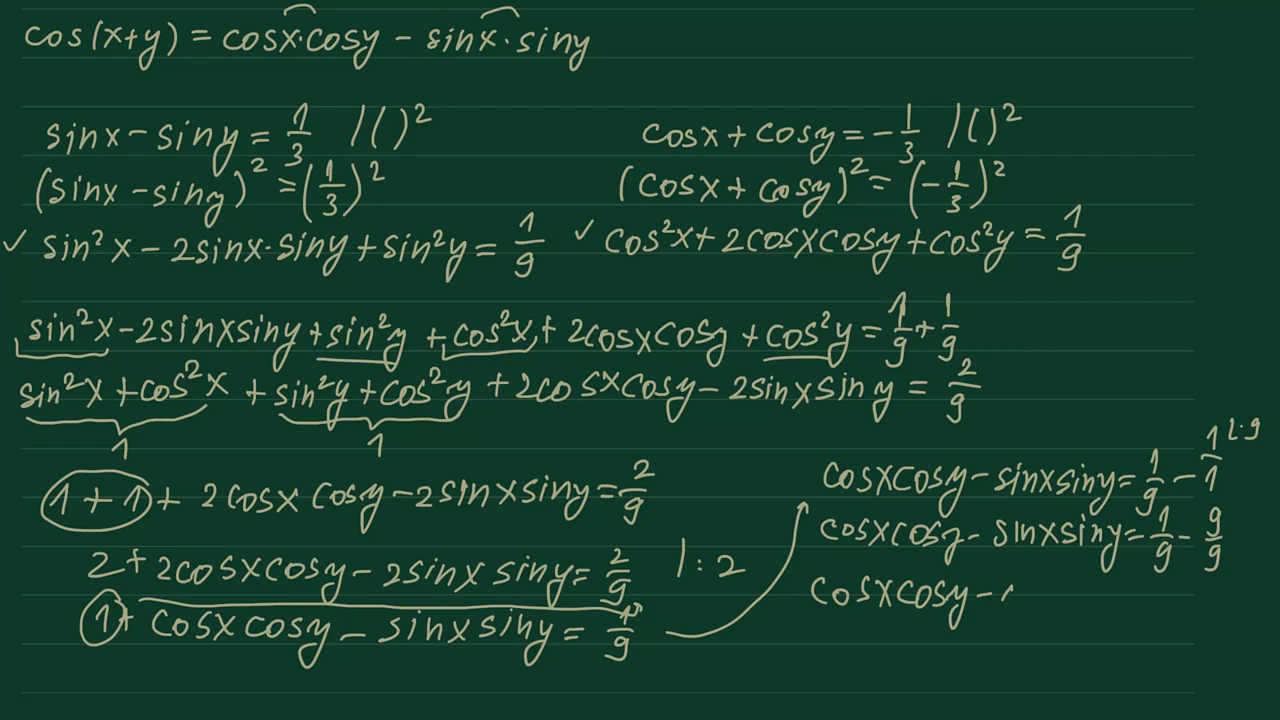 cos(x+y) = cosx·cosy - sinx·siny
sinx - siny = 1/3 /()²
(sinx - siny)² = (1/3)²
✓ sin²x - 2sinx·siny + sin²y = 1/9
cosx + cosy = -1/3 /()²
(cosx + cosy)² = (-1/3)²
✓ cos²x + 2cosxcosy + cos²y = 1/9
sin²x - 2sinxsiny + sin²y + cos²x + 2cosxcosy + cos²y = 1/9 + 1/9
sin²x + cos²x + sin²y + cos²y + 2cosxcosy - 2sinxsiny = 2/9
1 1
1 + 1 + 2cosxcosy - 2sinxsiny = 2/9
2 + 2cosxcosy - 2sinxsiny = 2/9 /:2
1 + cosxcosy - sinxsiny = 1/9
cosxcosy - sinxsiny = 1/9 - 1/1
cosxcosy - sinxsiny = 1/9 - 9/9
cosxcosy -